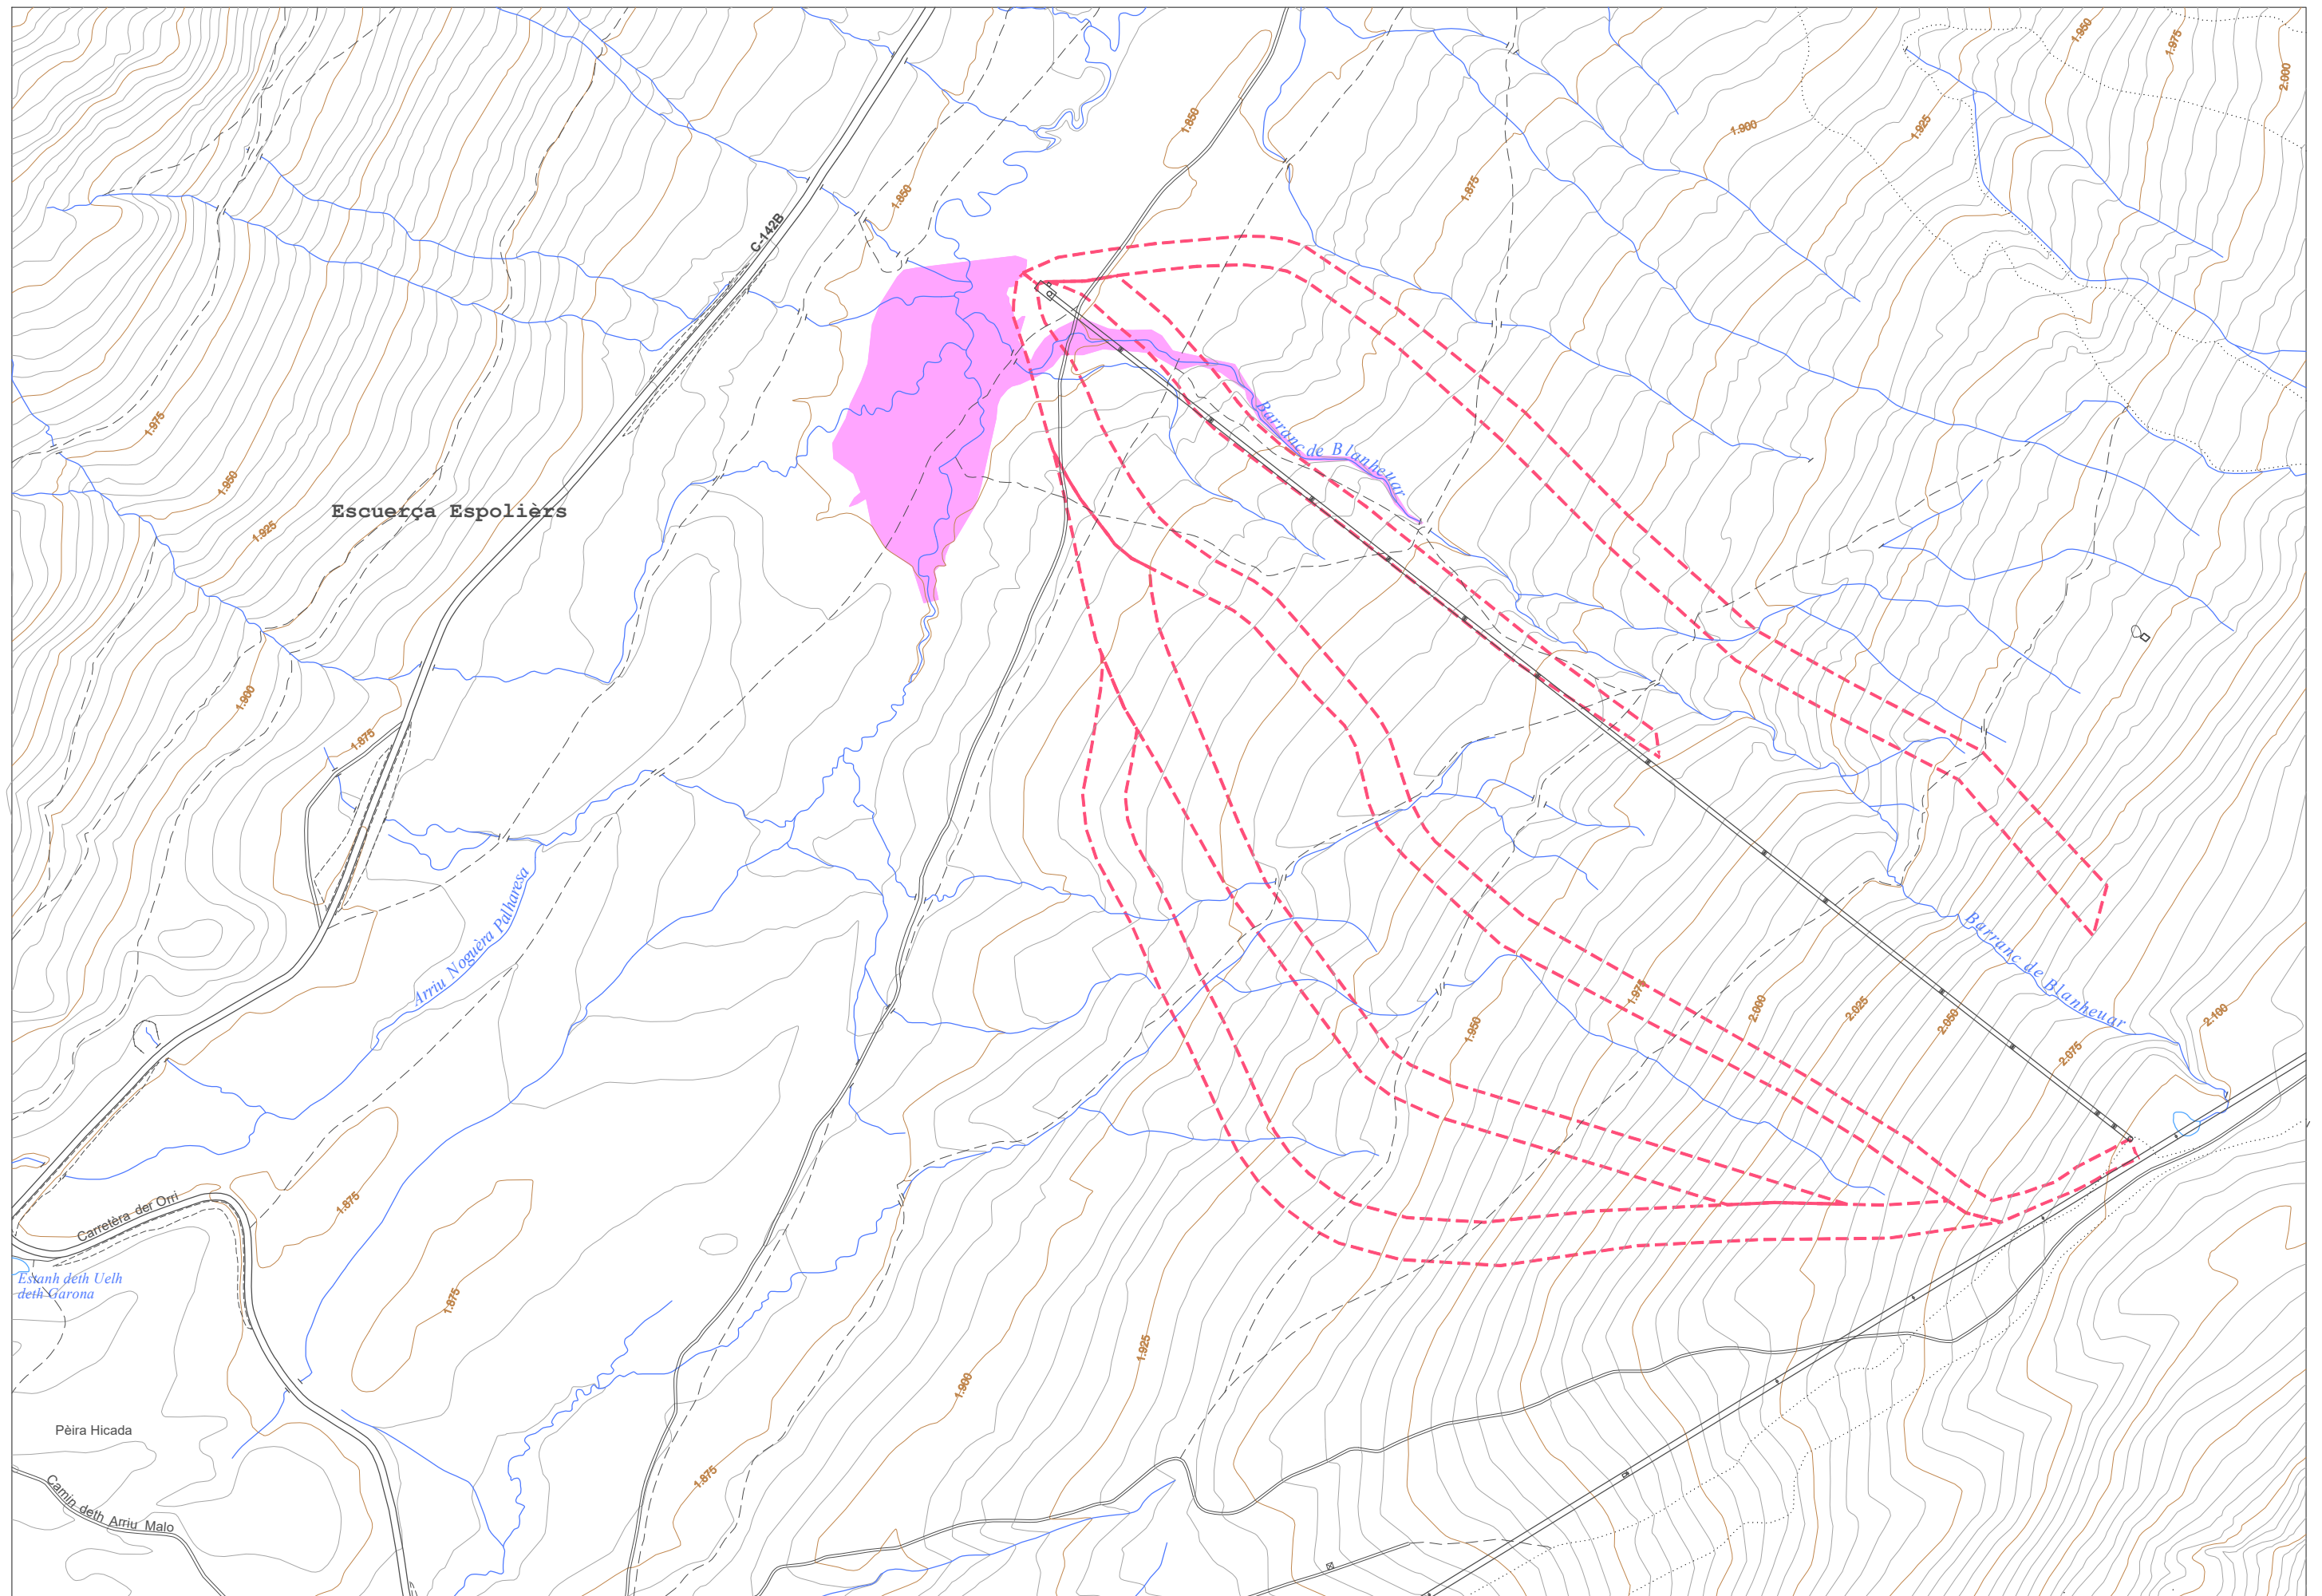 1.950
1.975
2.000
1.850
1.900
1.925
1.875
1.850
C-142B
1.975
Barranc de Blanheuar
1.950
Escuerça Espolièrs
1.925
1.900
1.875
Arriu Noguèra Palharesa
Barranc de Blanheuar
1.975
2.000
2.025
2.050
2.100
1.950
2.075
Carretèra der Orri
1.875
Estanh deth Uelh
deth Garona
1.875
1.925
1.900
Pèira Hicada
1.875
Camin deth Arriu Malo